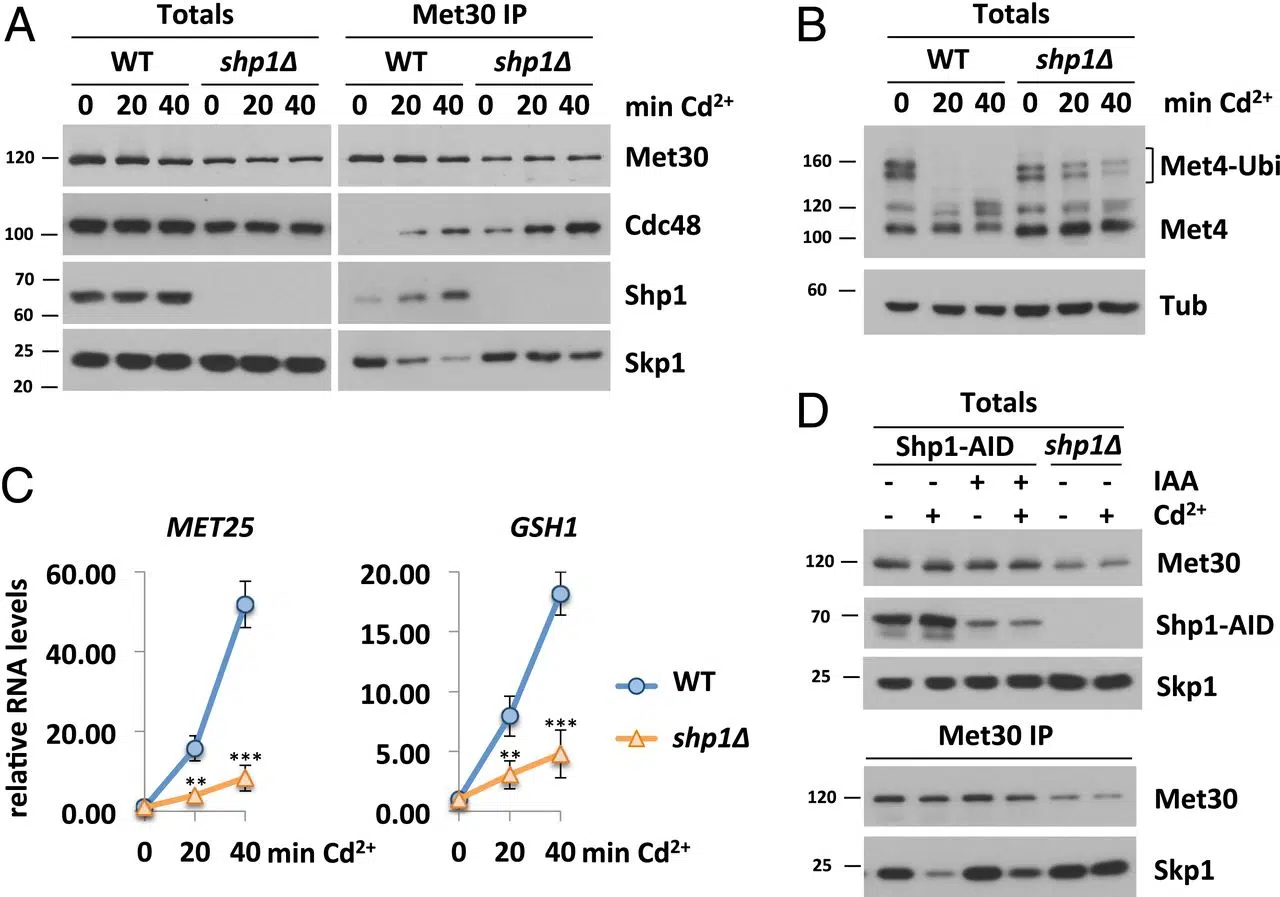 A
Totals
Met30 IP
WT
shp1Δ
WT
shp1Δ
0 20 40 0 20 40 0 20 40 0 20 40 min Cd²⁺
120
Met30
100
Cdc48
70
60
Shp1
25
20
Skp1
B
Totals
WT
shp1Δ
0 20 40 0 20 40 min Cd²⁺
160
Met4-Ubi
120
100
Met4
60
Tub
C
relative RNA levels
MET25
60.00
40.00
20.00
0.00
** ***
0 20 40 min Cd²⁺
GSH1
20.00
15.00
10.00
5.00
0.00
** ***
0 20 40 min Cd²⁺
WT
shp1Δ
D
Totals
Shp1-AID shp1Δ
- - + + - - IAA
- + - + - + Cd²⁺
120
Met30
70
Shp1-AID
25
Skp1
Met30 IP
120
Met30
25
Skp1